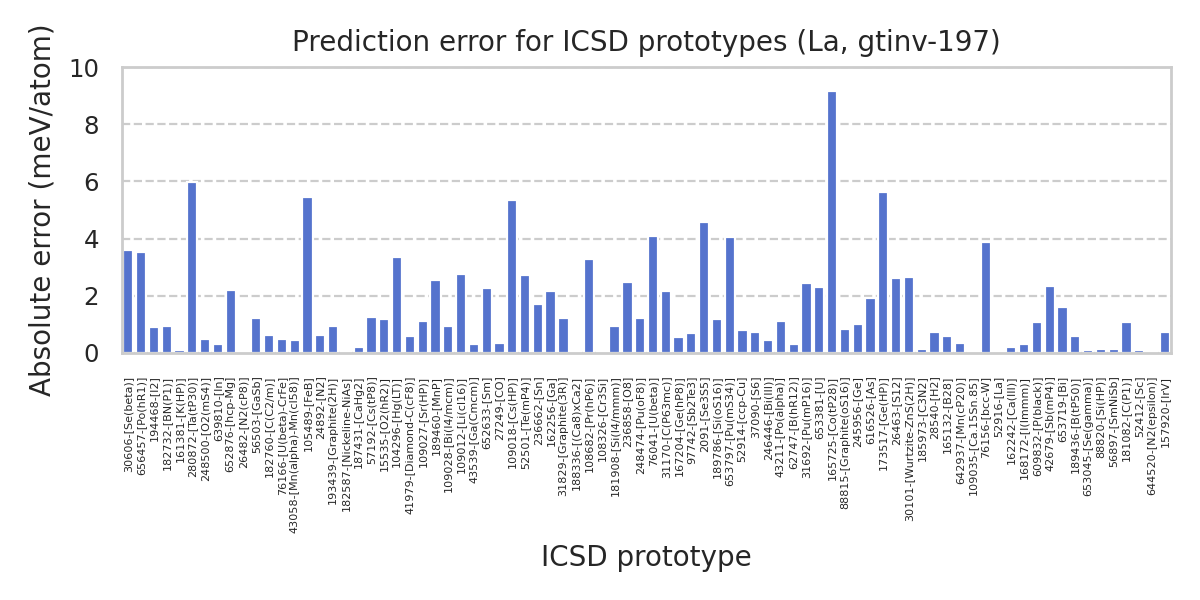 Prediction error for ICSD prototypes (La, gtinv-197)
Absolute error (meV/atom)
10
8
6
4
2
0
30606-[Se(beta)]
656457-[Po(hR1)]
194468-[I2]
182732-[BN(P1)]
161381-[K(HP)]
280872-[Ta(tP30)]
248500-[O2(mS4)]
639810-[In]
652876-[hcp-Mg]
26482-[N2(cP8)]
56503-[GaSb]
182760-[C(C2/m)]
76166-[U(beta)-CrFe]
43058-[Mn(alpha)-Mn(cI58)]
105489-[FeB]
24892-[N2]
193439-[Graphite(2H)]
182587-[Nickeline-NiAs]
187431-[CaHg2]
57192-[Cs(tP8)]
15535-[O2(hR2)]
104296-[Hg(LT)]
41979-[Diamond-C(cF8)]
109027-[Sr(HP)]
189460-[MnP]
109028-[Bi(I4/mcm)]
109012-[Li(cI16)]
43539-[Ga(Cmcm)]
652633-[Sm]
27249-[CO]
109018-[Cs(HP)]
52501-[Te(mP4)]
236662-[Sn]
162256-[Ga]
31829-[Graphite(3R)]
188336-[(Ca8)xCa2]
108682-[Pr(hP6)]
108326-[Cr3Si]
181908-[Si(I4/mmm)]
236858-[O8]
248474-[Pu(oF8)]
76041-[U(beta)]
31170-[C(P63mc)]
167204-[Ge(hP8)]
97742-[Sb2Te3]
2091-[Se3S5]
189786-[Si(oS16)]
653797-[Pu(mS34)]
52914-[ccp-Cu]
37090-[S6]
246446-[Bi(III)]
43211-[Po(alpha)]
62747-[B(hR12)]
31692-[Pu(mP16)]
653381-[U]
165725-[Co(tP28)]
88815-[Graphite(oS16)]
245956-[Ge]
616526-[As]
173517-[Ge(HP)]
26463-[S12]
30101-[Wurtzite-ZnS(2H)]
185973-[C3N2]
28540-[H2]
165132-[B28]
642937-[Mn(cP20)]
109035-[Ca.15Sn.85]
76156-[bcc-W]
52916-[La]
162242-[Ca(III)]
168172-[I(Immm)]
609832-[P(black)]
42679-[Sb(mP4)]
653719-[Bi]
189436-[B(tP50)]
653045-[Se(gamma)]
88820-[Si(HP)]
56897-[SmNiSb]
181082-[C(P1)]
52412-[Sc]
644520-[N2(epsilon)]
157920-[IrV]
ICSD prototype